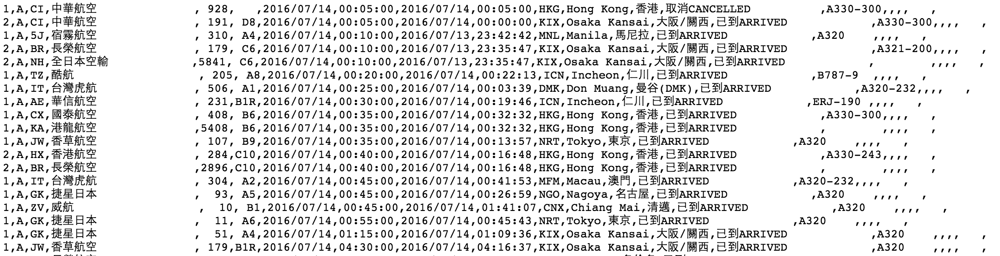 1,A,CI,中華航空                , 928,    ,2016/07/14,00:05:00,2016/07/14,00:05:00,HKG,Hong Kong,香港,取消CANCELLED               ,A330-300,,,,    ,
2,A,CI,中華航空                , 191, D8,2016/07/14,00:05:00,2016/07/14,00:00:00,KIX,Osaka Kansai,大阪/關西,已到ARRIVED                  ,A330-300,,,,    ,
1,A,5J,宿霧航空                , 310, A4,2016/07/14,00:10:00,2016/07/13,23:42:42,MNL,Manila,馬尼拉,已到ARRIVED                  ,A320      ,,,,    ,
2,A,BR,長榮航空                , 179, C6,2016/07/14,00:10:00,2016/07/13,23:35:47,KIX,Osaka Kansai,大阪/關西,已到ARRIVED                  ,A321-200,,,,    ,
2,A,NH,全日本空輸              ,5841, C6,2016/07/14,00:10:00,2016/07/13,23:35:47,KIX,Osaka Kansai,大阪/關西,已到ARRIVED                  ,            ,,,,    ,
1,A,TZ,酷航                    , 205, A8,2016/07/14,00:20:00,2016/07/14,00:22:13,ICN,Incheon,仁川,已到ARRIVED                  ,B787-9   ,,,,    ,
1,A,IT,台灣虎航                , 506, A1,2016/07/14,00:25:00,2016/07/14,00:03:39,DMK,Don Muang,曼谷(DMK),已到ARRIVED                  ,A320-232,,,,    ,
1,A,AE,華信航空                , 231,B1R,2016/07/14,00:30:00,2016/07/14,00:19:46,ICN,Incheon,仁川,已到ARRIVED                  ,ERJ-190 ,,,,    ,
1,A,CX,國泰航空                , 408, B6,2016/07/14,00:35:00,2016/07/14,00:32:32,HKG,Hong Kong,香港,已到ARRIVED                  ,A330-300,,,,    ,
1,A,KA,港龍航空                ,5408, B6,2016/07/14,00:35:00,2016/07/14,00:32:32,HKG,Hong Kong,香港,已到ARRIVED                  ,            ,,,,    ,
1,A,JW,香草航空                , 107, B9,2016/07/14,00:35:00,2016/07/14,00:13:57,NRT,Tokyo,東京,已到ARRIVED                  ,A320      ,,,,    ,
2,A,HX,香港航空                , 284,C10,2016/07/14,00:40:00,2016/07/14,00:16:48,HKG,Hong Kong,香港,已到ARRIVED                  ,A330-243,,,,    ,
2,A,BR,長榮航空                ,2896,C10,2016/07/14,00:40:00,2016/07/14,00:16:48,HKG,Hong Kong,香港,已到ARRIVED                  ,            ,,,,    ,
1,A,IT,台灣虎航                , 304, A2,2016/07/14,00:45:00,2016/07/14,00:41:53,MFM,Macau,澳門,已到ARRIVED                  ,A320-232,,,,    ,
1,A,GK,捷星日本                ,  93, A5,2016/07/14,00:45:00,2016/07/14,00:26:59,NGO,Nagoya,名古屋,已到ARRIVED                  ,A320      ,,,,    ,
1,A,ZV,威航                    ,  10, B1,2016/07/14,00:45:00,2016/07/14,01:41:07,CNX,Chiang Mai,清邁,已到ARRIVED                  ,A320      ,,,,    ,
1,A,GK,捷星日本                ,  11, A6,2016/07/14,00:55:00,2016/07/14,00:45:43,NRT,Tokyo,東京,已到ARRIVED                  ,A320      ,,,,    ,
1,A,GK,捷星日本                ,  51, A4,2016/07/14,01:15:00,2016/07/14,01:09:36,KIX,Osaka Kansai,大阪/關西,已到ARRIVED                  ,A320      ,,,,    ,
1,A,JW,香草航空                , 179,B1R,2016/07/14,04:30:00,2016/07/14,04:16:37,KIX,Osaka Kansai,大阪/關西,已到ARRIVED                  ,A320      ,,,,    ,